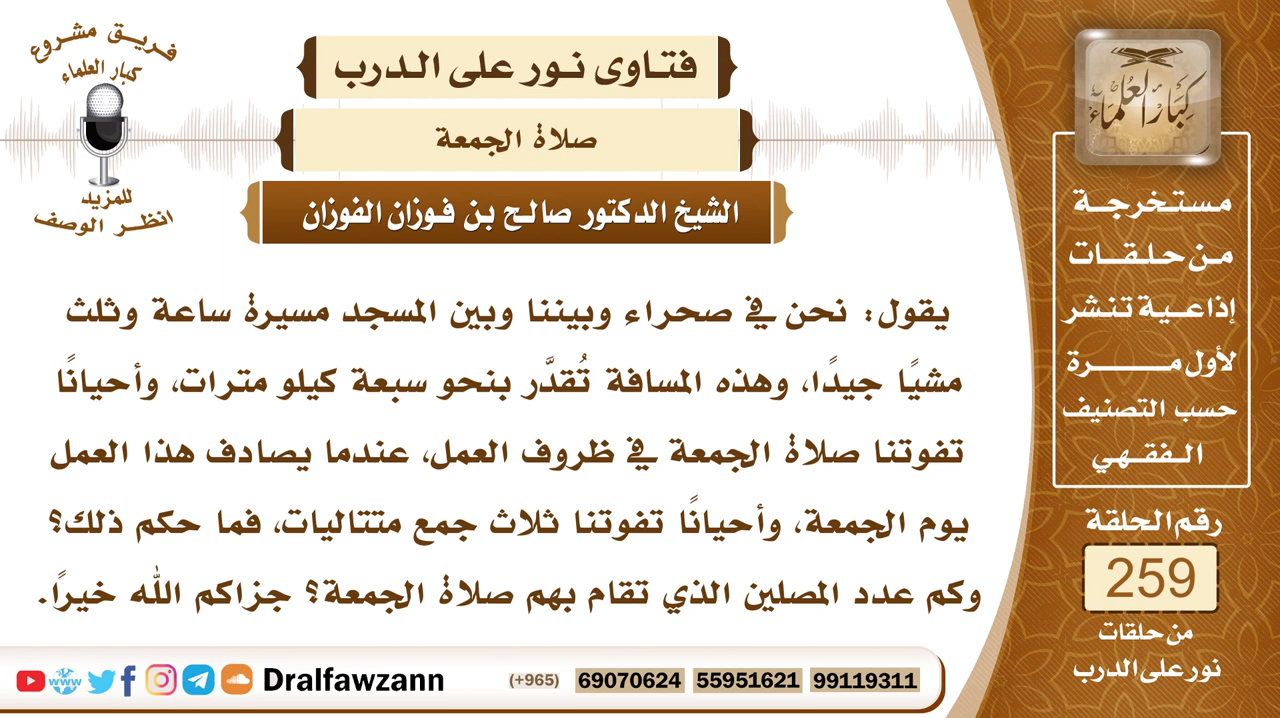 فريق مشروع
كبار العلماء
للمزيد
انظر الوصف
فتاوى نور على الدرب
صلاة الجمعة
الشيخ الدكتور صالح بن فوزان الفوزان
يقول: نحن في صحراء وبيننا وبين المسجد مسيرة ساعة وثلث
مشيًا جيدًا، وهذه المسافة تُقدَّر بنحو سبعة كيلو مترات، وأحيانًا
تفوتنا صلاة الجمعة في ظروف العمل، عندما يصادف هذا العمل
يوم الجمعة، وأحيانًا تفوتنا ثلاث جمع متتاليات، فما حكم ذلك؟
وكم عدد المصلين الذي تقام بهم صلاة الجمعة؟ جزاكم الله خيرًا.
كبار العلماء
مستخرجة
من حلقات
إذاعية تنشر
لأول مرة
حسب التصنيف
الفقهي
رقم الحلقة
259
من حلقات
نور على الدرب
www Dralfawzann (+965) 69070624 55951621 99119311